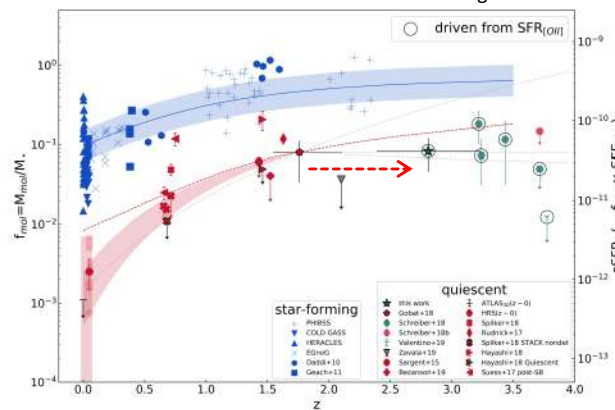 driven from SFR[OII]
10⁰
10⁻¹
10⁻²
10⁻³
10⁻⁴
f_mol=M_mol/M⋆
10⁻⁹
10⁻¹⁰
10⁻¹¹
10⁻¹²
10⁻¹³
star-forming
PHIBSS
COLD GASS
HERACLES
EGnoG
Daddi+10
Geach+11
quiescent
this work
Gobat+18
Schreiber+18
Schreiber+18b
Valentino+19
Zavala+19
Sargent+15
Bezanson+19
ATLAS3D(z~0)
HRS(z~0)
Spilker+18
Rudnick+17
Spilker+18 STACK nondet
Hayashi+18
Hayashi+18 Quiescent
Suess+17 post-SB
0.0 0.5 1.0 1.5 2.0 2.5 3.0 3.5 4.0
z